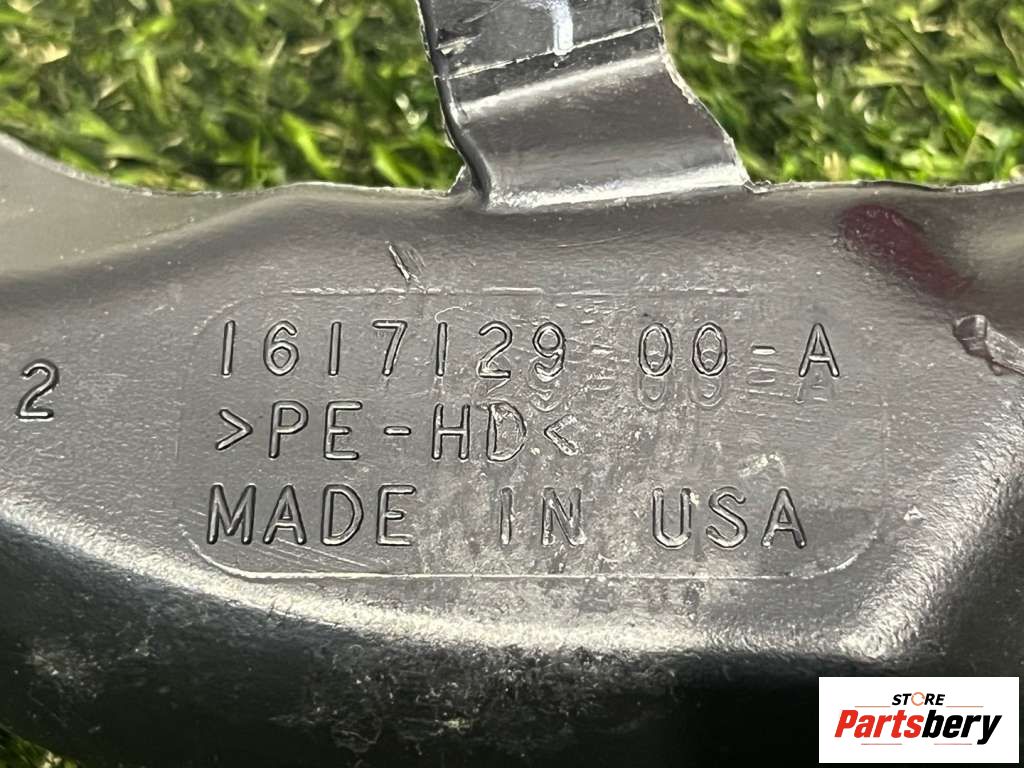 1617129-00-A
2
>PE-HD<
MADE IN USA
STORE
Partsbery